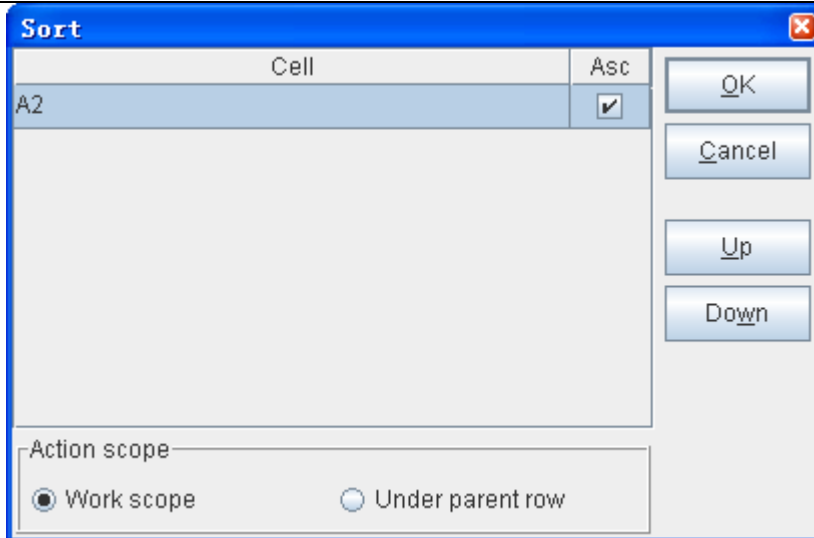 Sort
Cell Asc
A2
OK
Cancel
Up
Down
Action scope
Work scope Under parent row